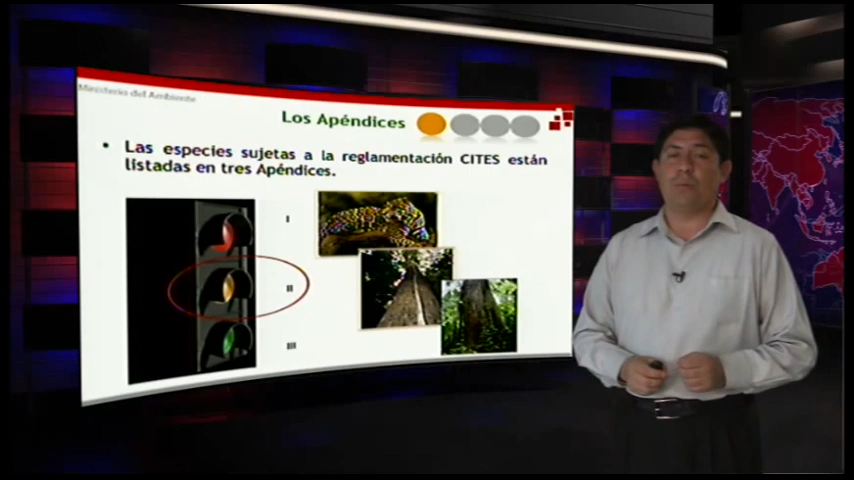 Ministerio del Ambiente
Los Apéndices
• Las especies sujetas a la reglamentación CITES están
listadas en tres Apéndices.
I
II
III